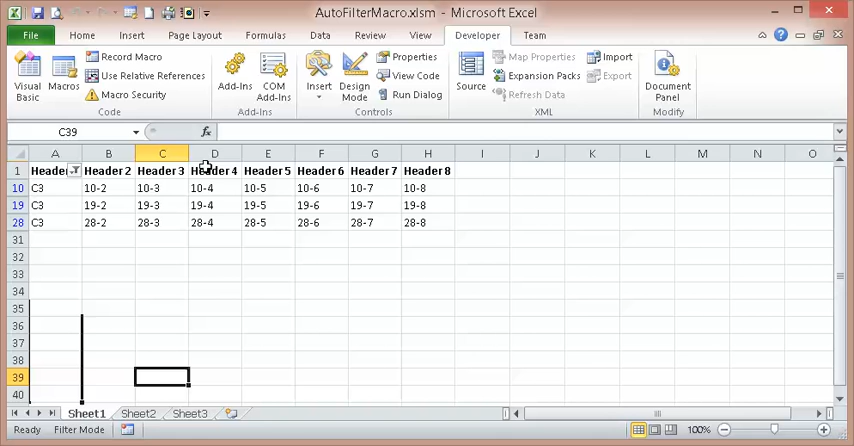 AutoFilterMacro.xlsm - Microsoft Excel
File Home Insert Page Layout Formulas Data Review View Developer Team
Visual Basic
Macros
Record Macro
Use Relative References
Macro Security
Code
Add-Ins
COM Add-Ins
Add-Ins
Insert
Design Mode
Properties
View Code
Run Dialog
Controls
Source
Map Properties
Expansion Packs
Refresh Data
Import
Export
XML
Document Panel
Modify
C39 fx
A B C D E F G H I J K L M N O
1 Header Header 2 Header 3 Header 4 Header 5 Header 6 Header 7 Header 8
10 C3 10-2 10-3 10-4 10-5 10-6 10-7 10-8
19 C3 19-2 19-3 19-4 19-5 19-6 19-7 19-8
28 C3 28-2 28-3 28-4 28-5 28-6 28-7 28-8
31
32
33
34
35
36
37
38
39
40
Sheet1 Sheet2 Sheet3
Ready Filter Mode 100%